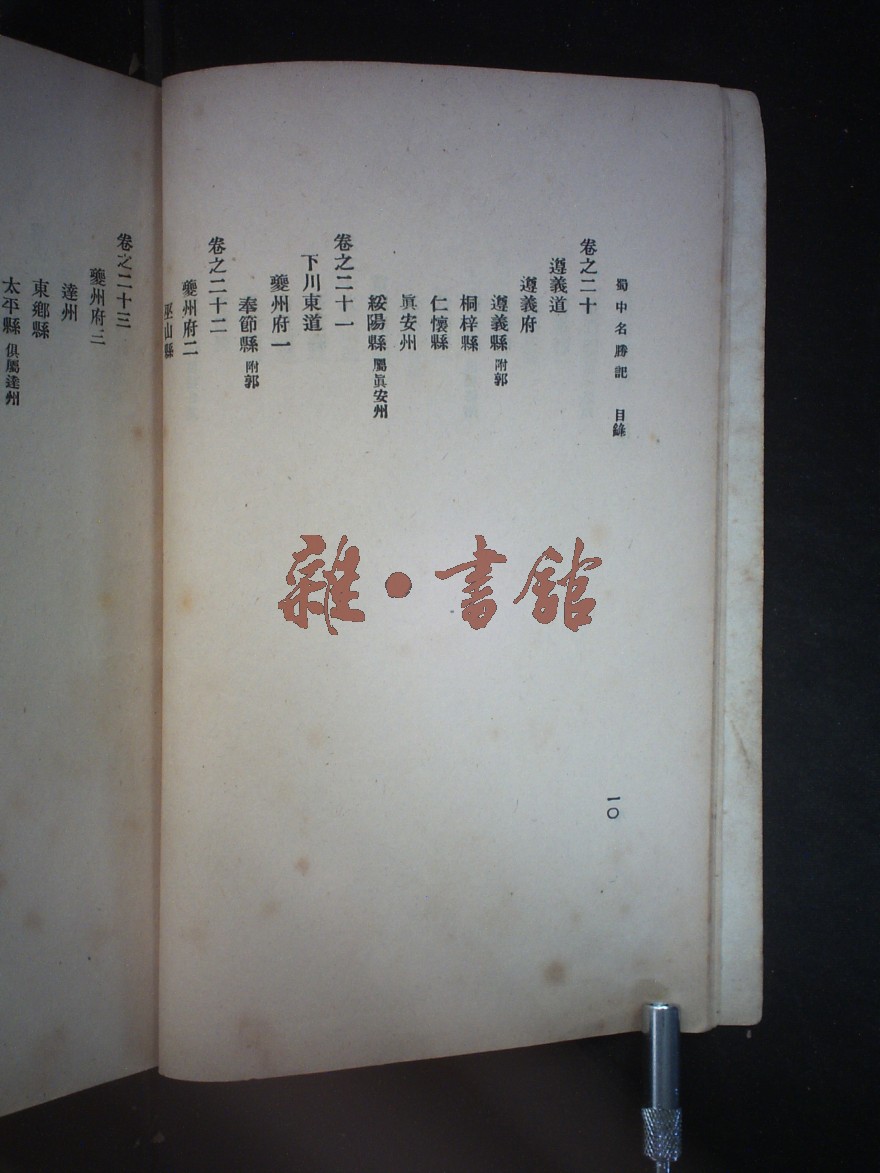 蜀中名勝記　目錄
一〇
卷之二十
遵義道
遵義府
遵義縣 附郭
桐梓縣
仁懷縣
眞安州
綏陽縣 屬眞安州
卷之二十一
下川東道
夔州府一
奉節縣 附郭
卷之二十二
夔州府二
巫山縣
卷之二十三
夔州府三
達州
東鄉縣
太平縣 俱屬達州
雜·書館